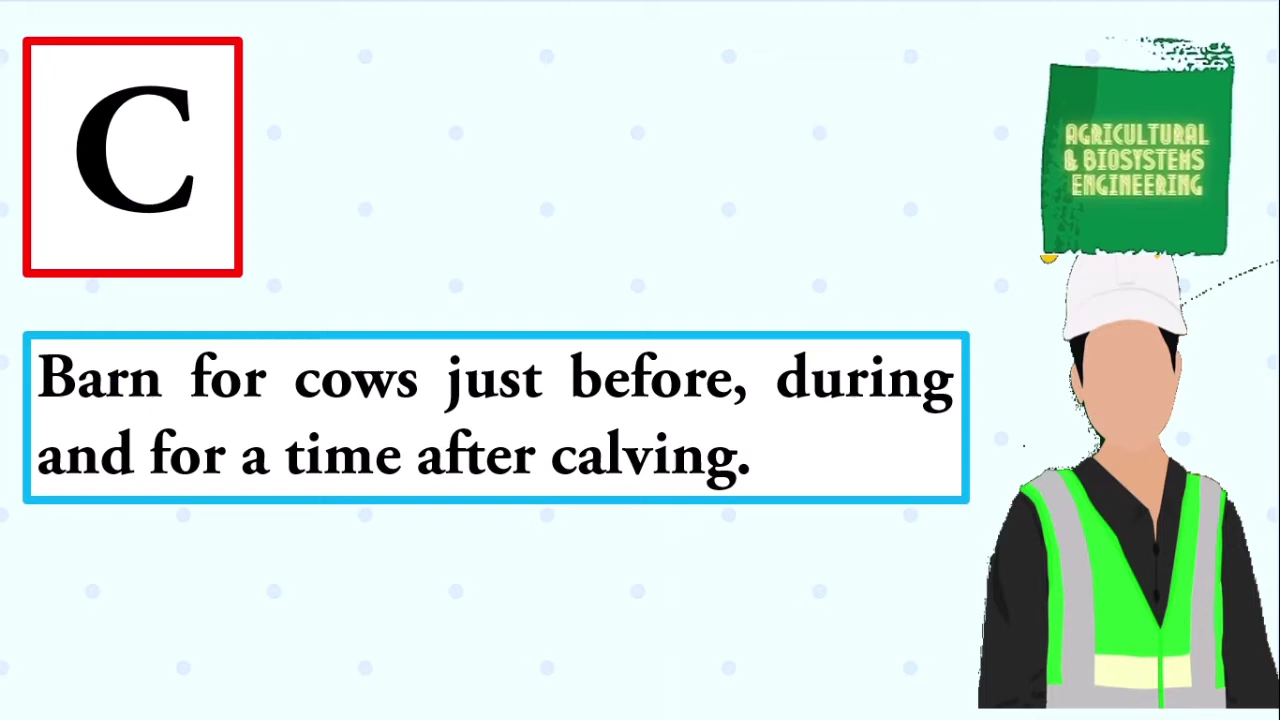 C
AGRICULTURAL
& BIOSYSTEMS
ENGINEERING
Barn for cows just before, during
and for a time after calving.